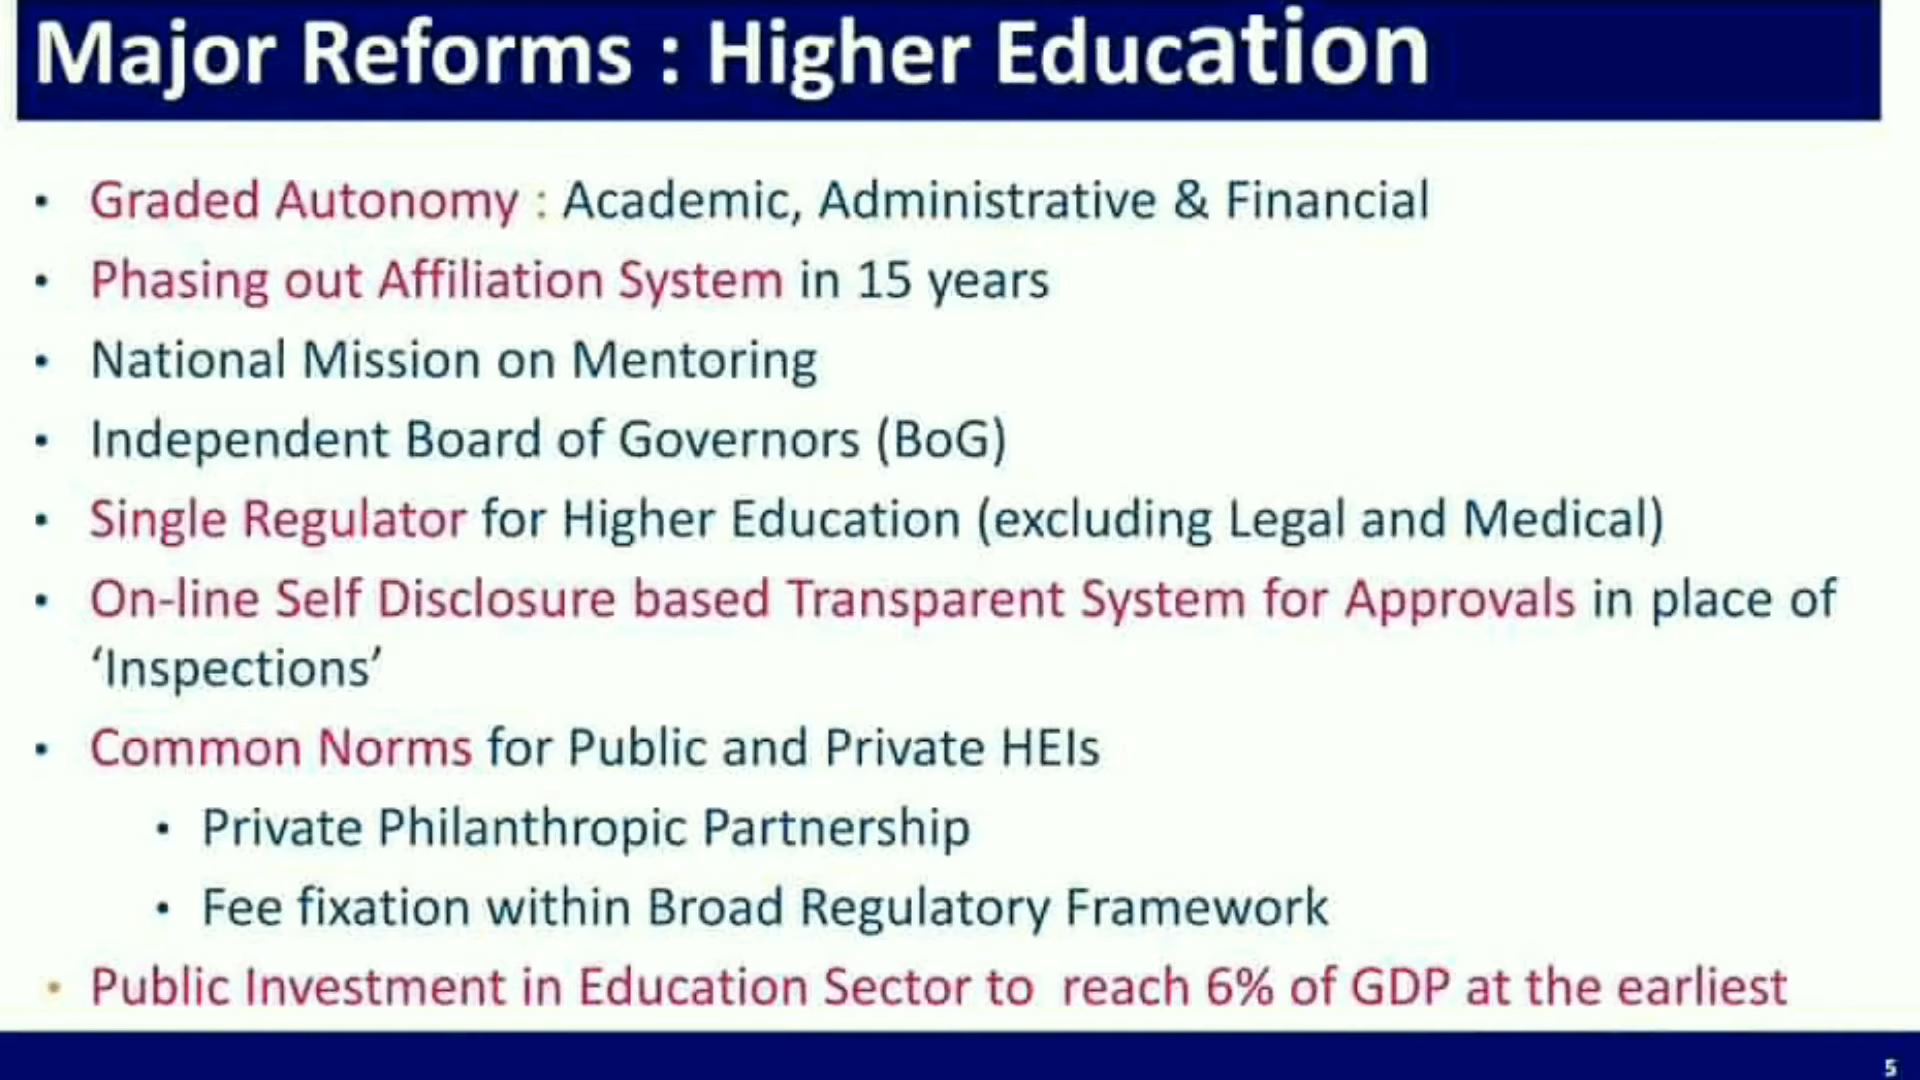 Major Reforms : Higher Education
• Graded Autonomy : Academic, Administrative & Financial
• Phasing out Affiliation System in 15 years
• National Mission on Mentoring
• Independent Board of Governors (BoG)
• Single Regulator for Higher Education (excluding Legal and Medical)
• On-line Self Disclosure based Transparent System for Approvals in place of
‘Inspections’
• Common Norms for Public and Private HEIs
• Private Philanthropic Partnership
• Fee fixation within Broad Regulatory Framework
• Public Investment in Education Sector to reach 6% of GDP at the earliest
5